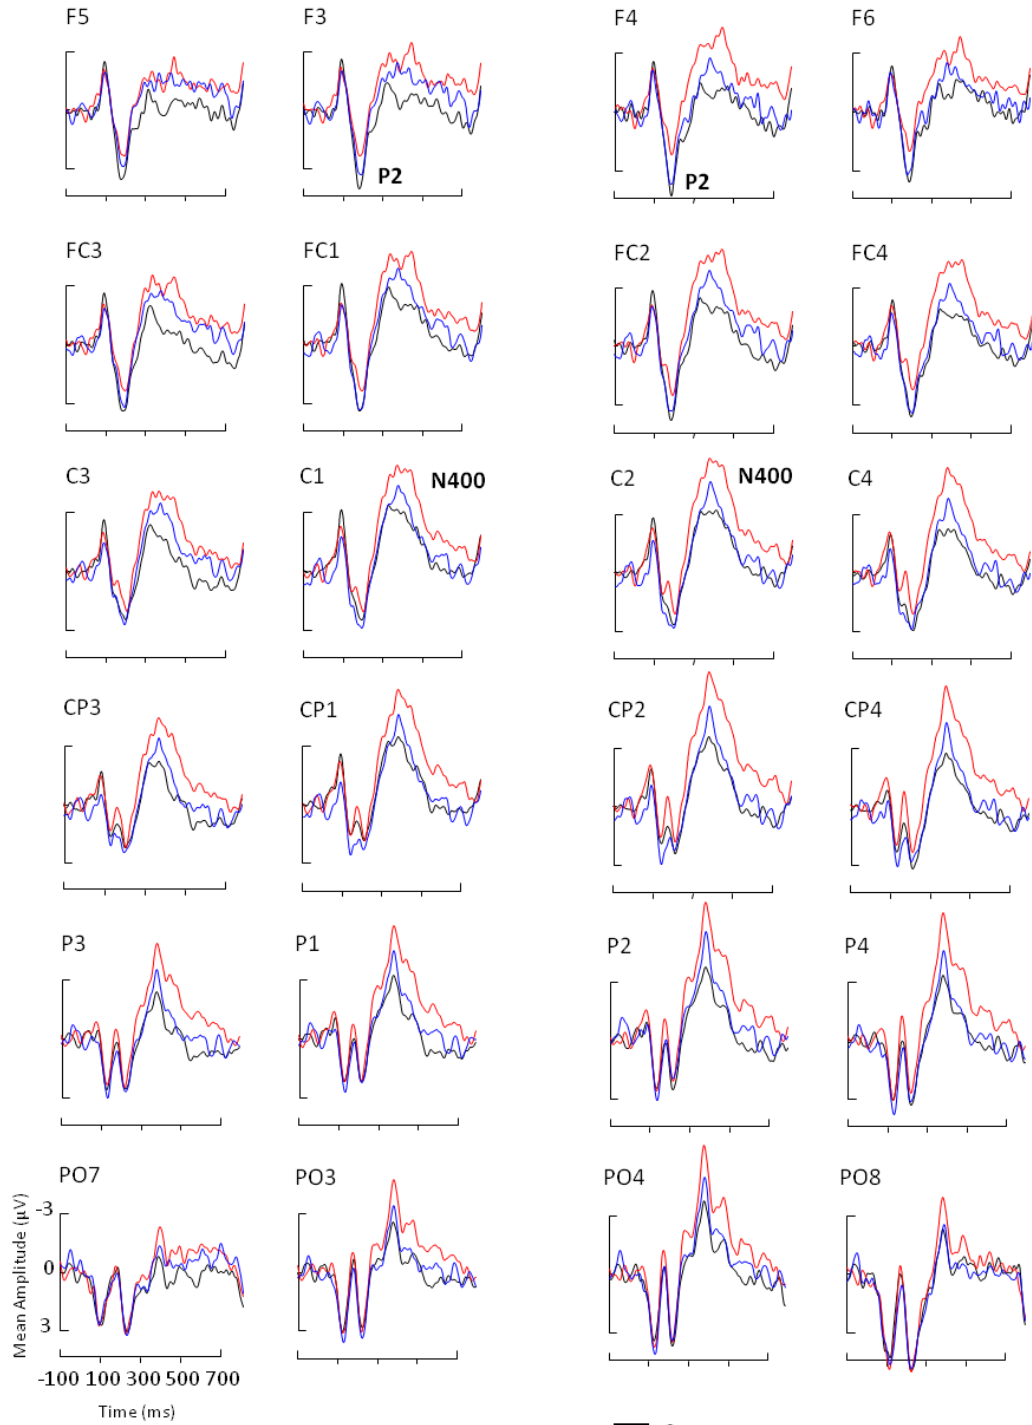 F5 F3 F4 F6
P2 P2
FC3 FC1 FC2 FC4
C3 C1 N400 C2 N400 C4
CP3 CP1 CP2 CP4
P3 P1 P2 P4
PO7 PO3 PO4 PO8
Mean Amplitude (μV)
-3
0
3
-100 100 300 500 700
Time (ms)